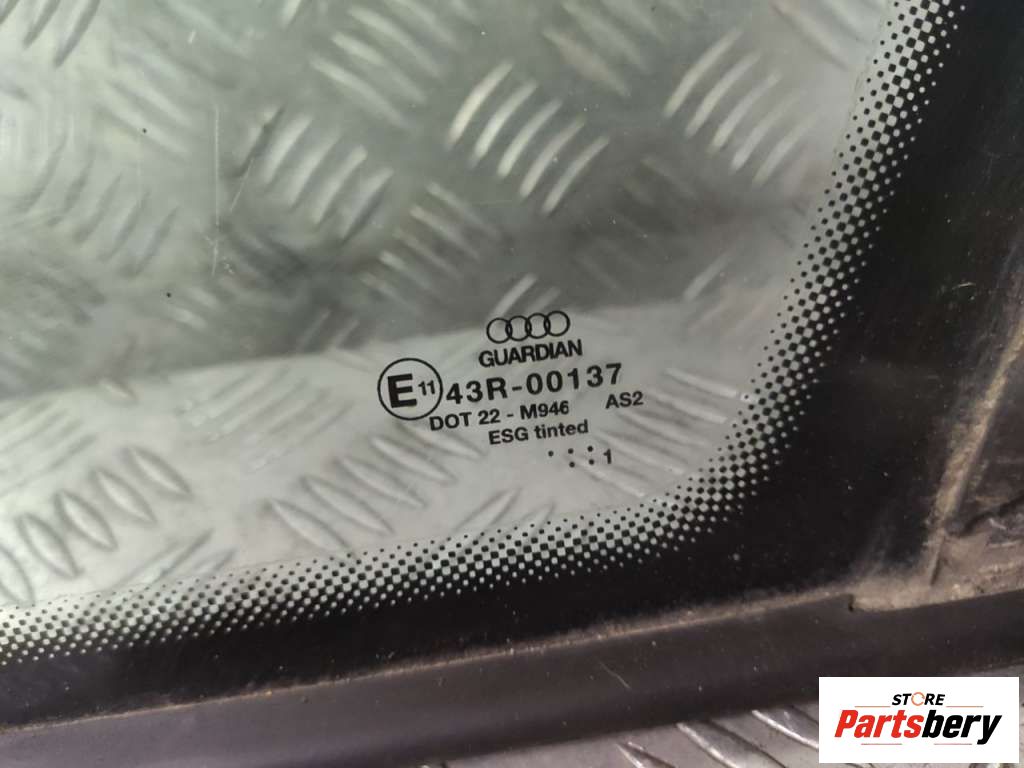 GUARDIAN
E11 43R-00137
DOT 22 - M946 AS2
ESG tinted
. : : 1
STORE
Partsbery